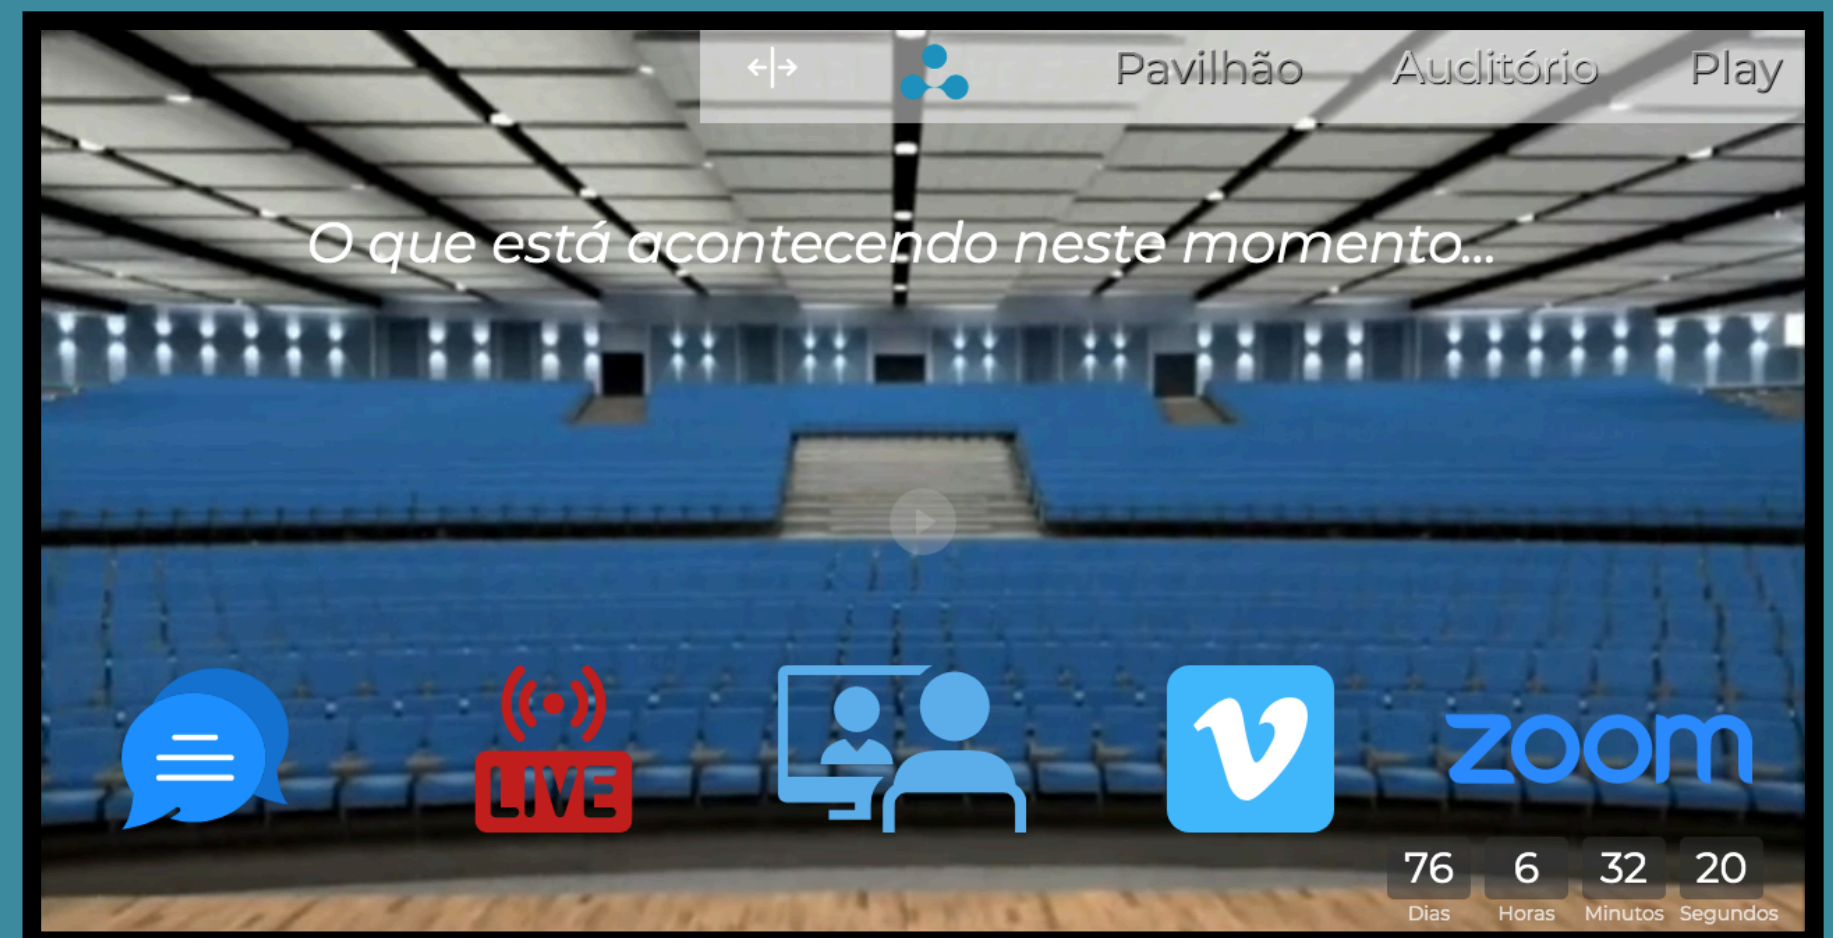 Pavilhão Auditório Play
O que está acontecendo neste momento...
LIVE
zoom
76 6 32 20
Dias Horas Minutos Segundos